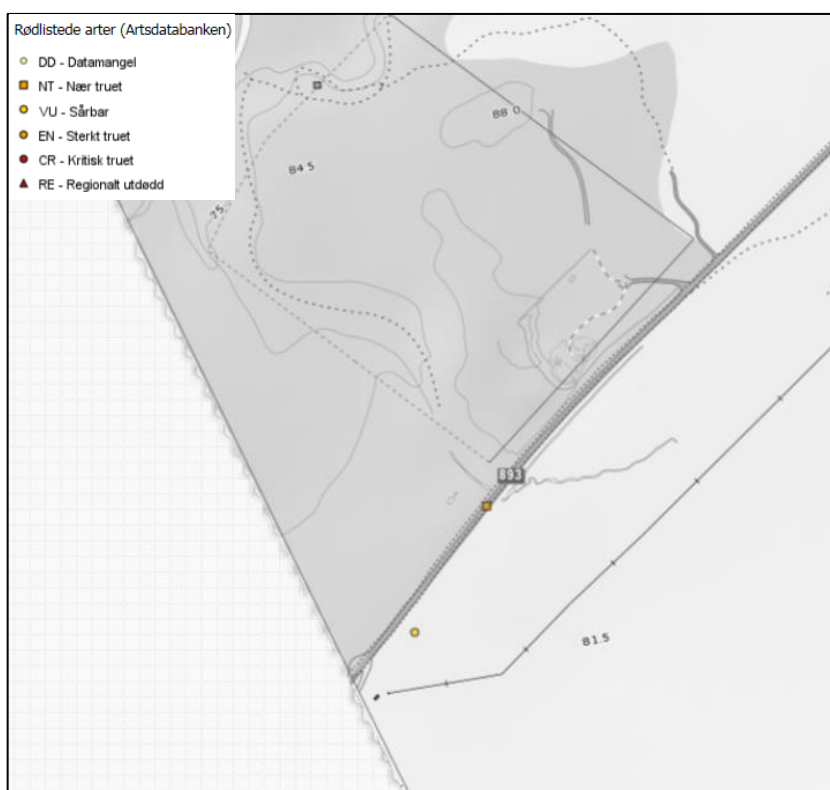 Rødlistede arter (Artsdatabanken)
DD - Datamangel
NT - Nær truet
VU - Sårbar
EN - Sterkt truet
CR - Kritisk truet
RE - Regionalt utdødd
88 0
84 5
75
893
81.5